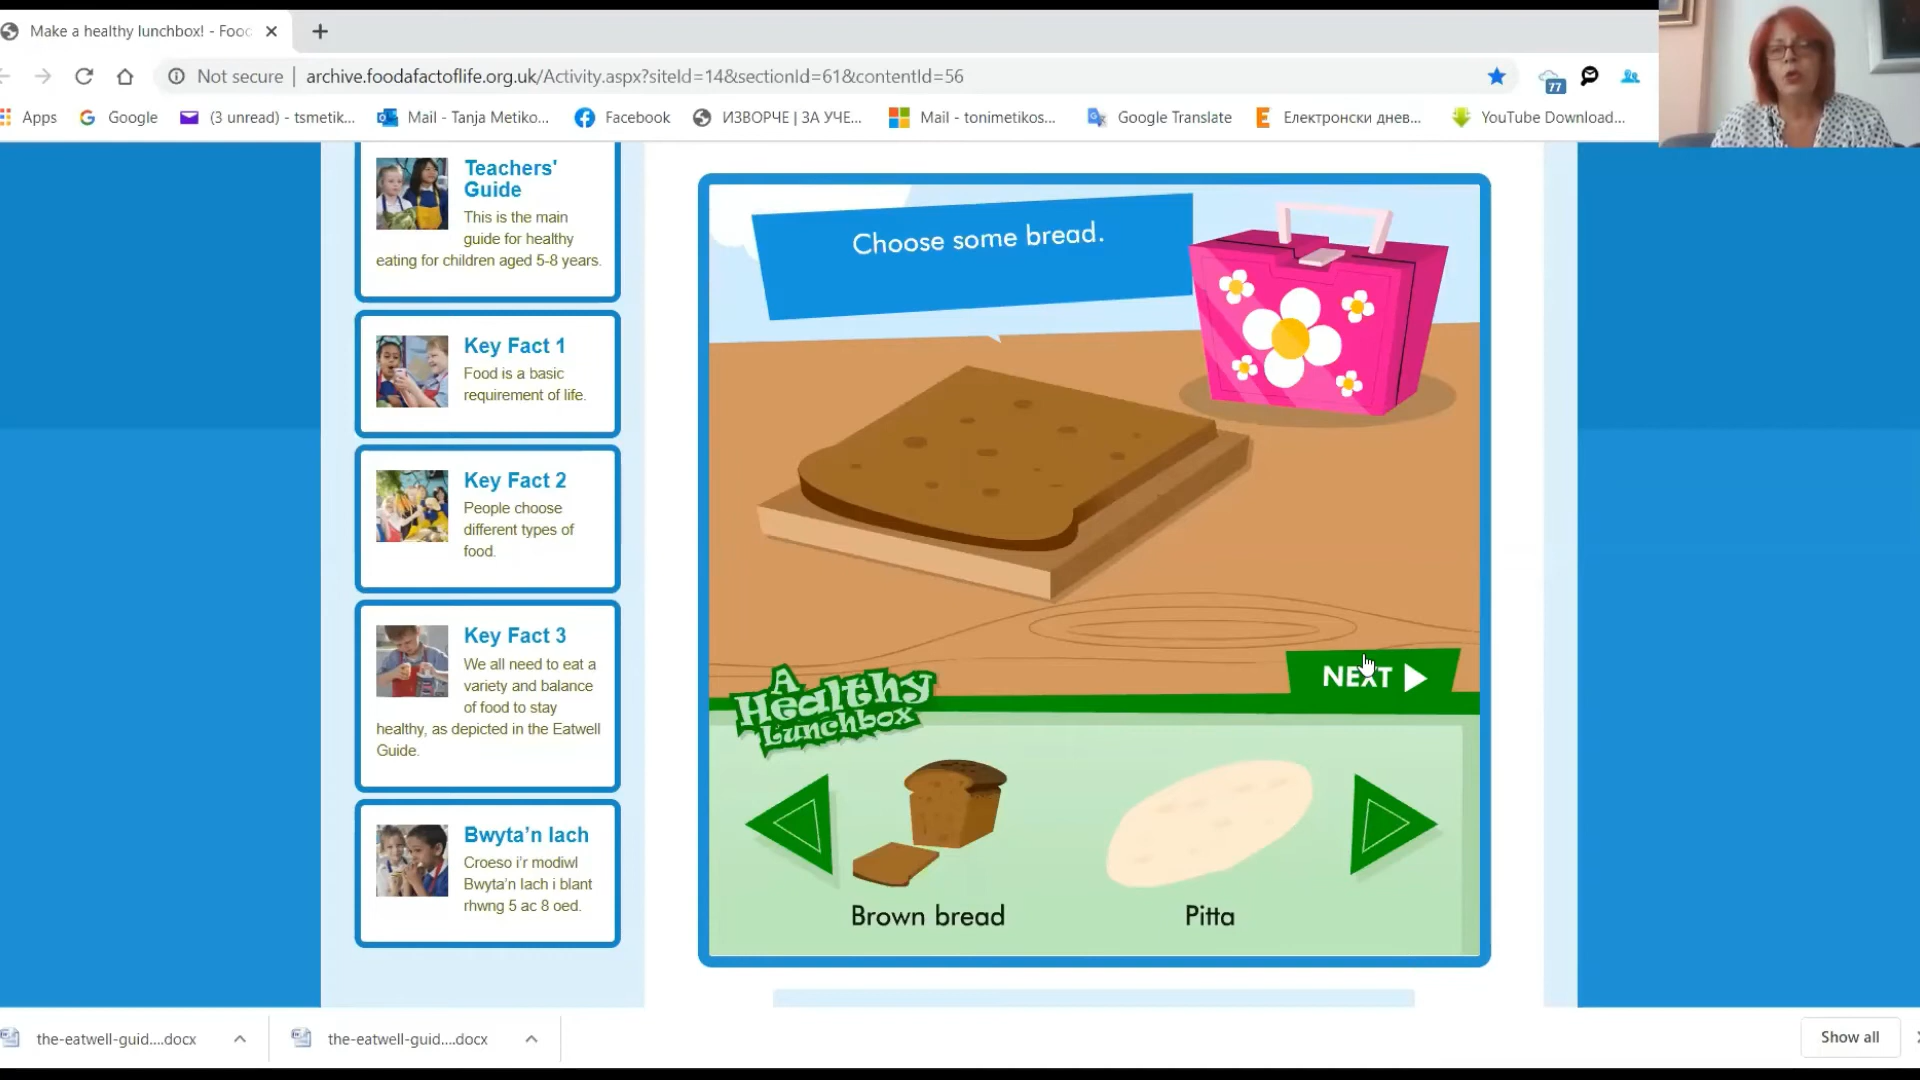 Make a healthy lunchbox! - Food
Not secure | archive.foodafactoflife.org.uk/Activity.aspx?siteId=14&sectionId=61&contentId=56
77
Apps
Google
(3 unread) - tsmetik...
Mail - Tanja Metiko...
Facebook
ИЗВОРЧЕ | ЗА УЧЕ...
Mail - tonimetikos...
Google Translate
Електронски днев...
YouTube Download...
Teachers'
Guide
This is the main
guide for healthy
eating for children aged 5-8 years.
Key Fact 1
Food is a basic
requirement of life.
Key Fact 2
People choose
different types of
food.
Key Fact 3
We all need to eat a
variety and balance
of food to stay
healthy, as depicted in the Eatwell
Guide.
Bwyta'n Iach
Croeso i'r modiwl
Bwyta'n Iach i blant
rhwng 5 ac 8 oed.
Choose some bread.
NEXT
A
Healthy
Lunchbox
Brown bread
Pitta
the-eatwell-guid....docx
the-eatwell-guid....docx
Show all